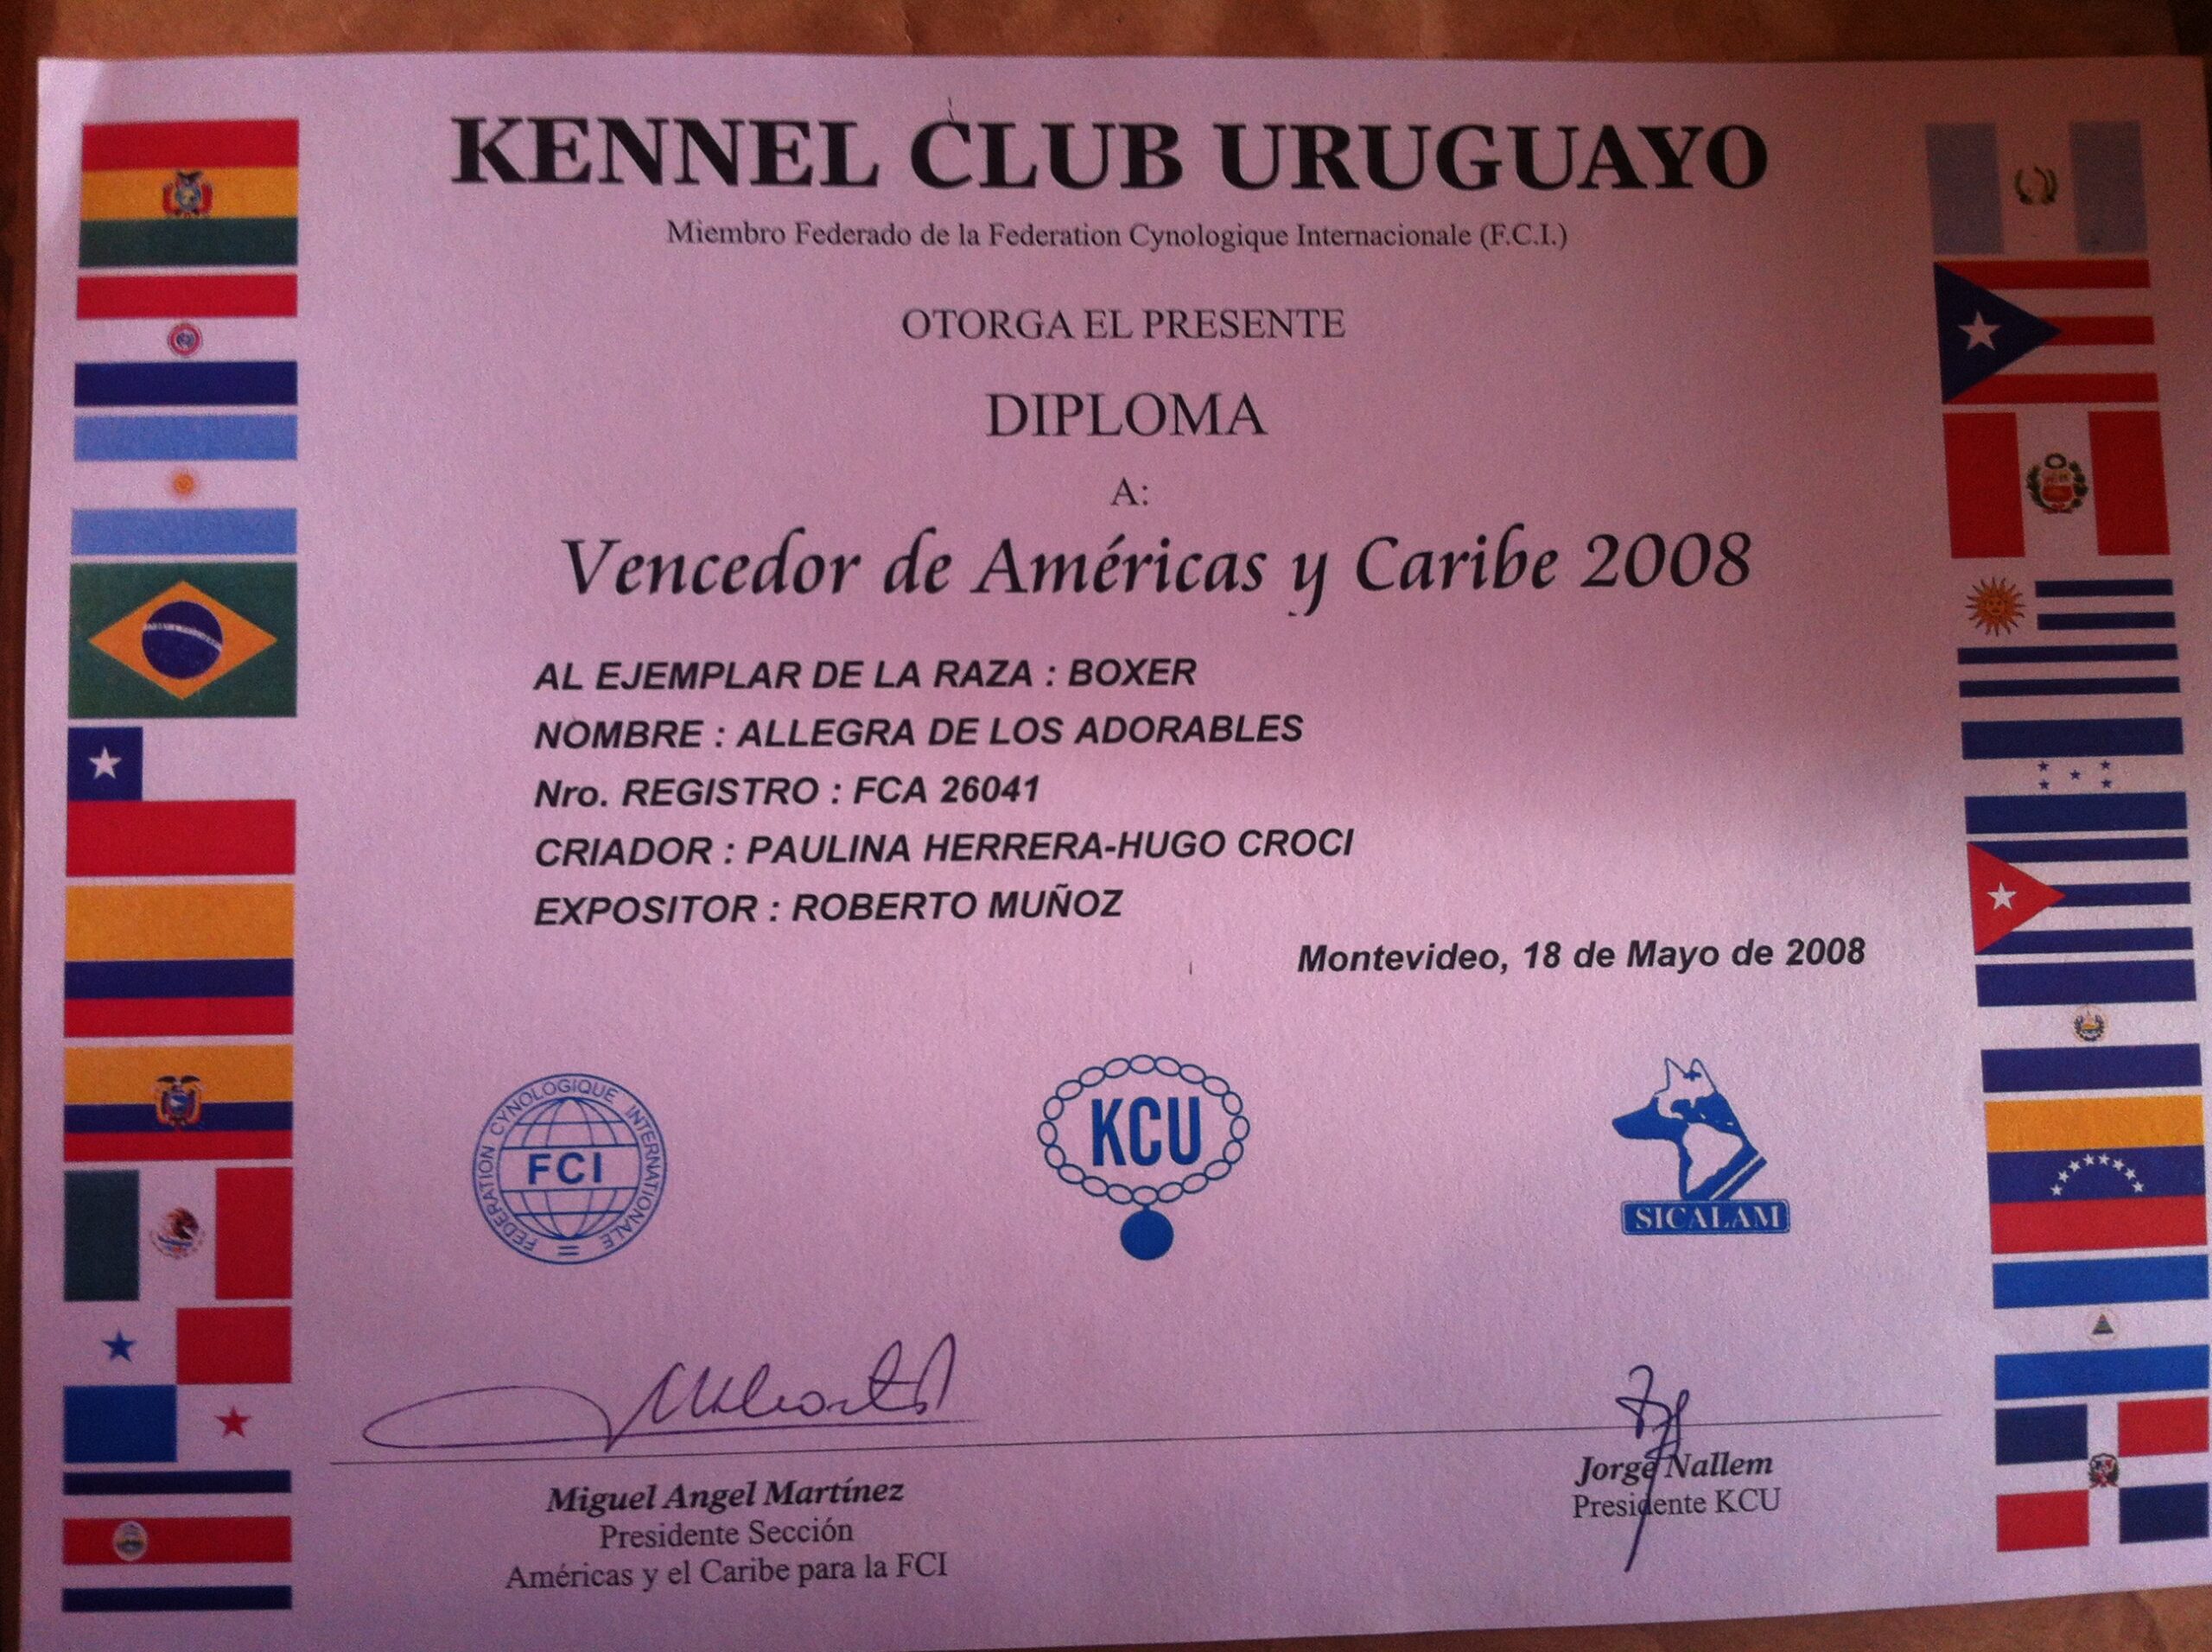 KENNEL CLUB URUGUAYO
Miembro Federado de la Federation Cynologique Internacionale (F.C.I.)
OTORGA EL PRESENTE
DIPLOMA
A:
Vencedor de Américas y Caribe 2008
AL EJEMPLAR DE LA RAZA : BOXER
NOMBRE : ALLEGRA DE LOS ADORABLES
Nro. REGISTRO : FCA 26041
CRIADOR : PAULINA HERRERA-HUGO CROCI
EXPOSITOR : ROBERTO MUÑOZ
Montevideo, 18 de Mayo de 2008
FEDERATION CYNOLOGIQUE INTERNATIONALE
FCI
KCU
SICALAM
Miguel Angel Martínez
Presidente Sección
Américas y el Caribe para la FCI
Jorge Nallem
Presidente KCU